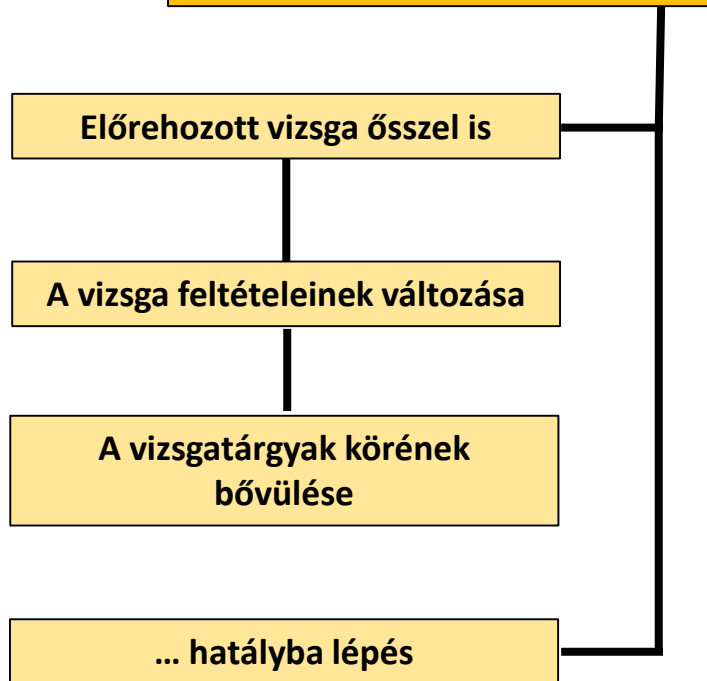 Előrehozott vizsga ősszel is
A vizsga feltételeinek változása
A vizsgatárgyak körének
bővülése
... hatályba lépés